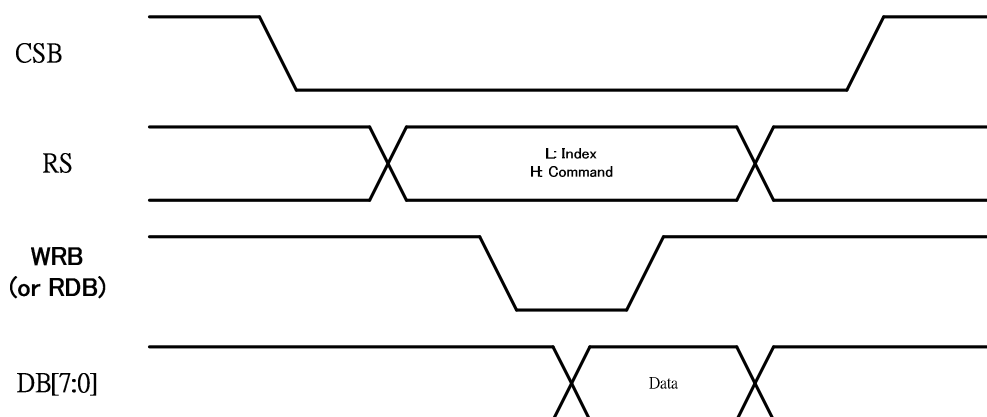 CSB
RS
L: Index
H: Command
WRB
(or RDB)
DB[7:0]
Data